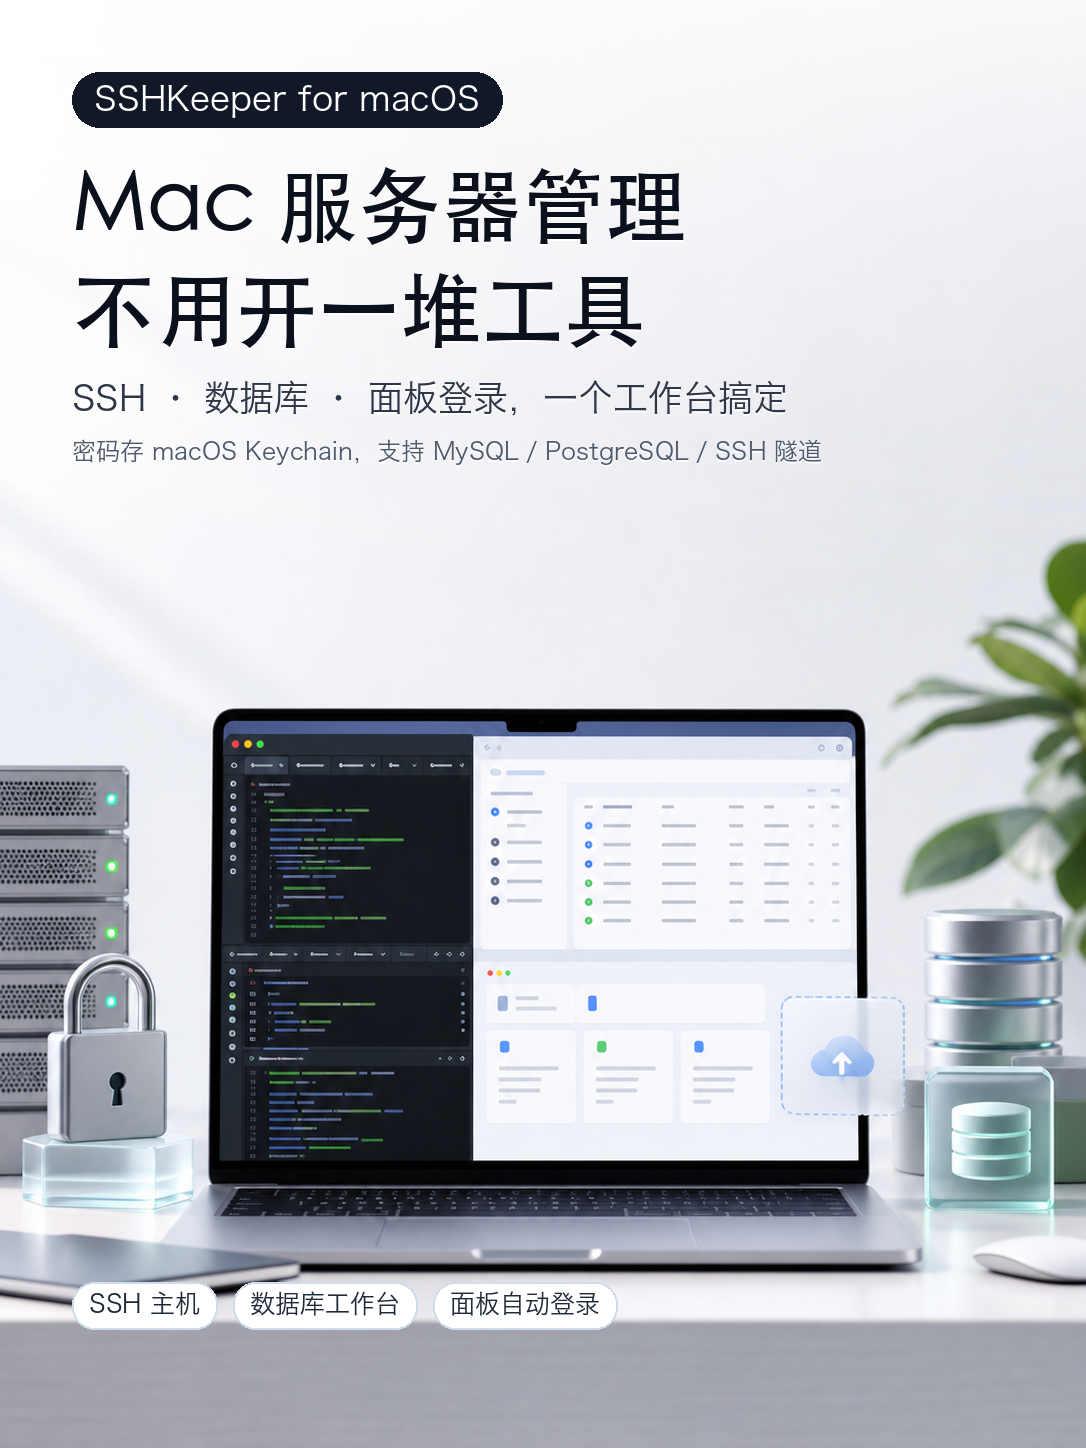 SSHKeeper for macOS
Mac 服务器管理
不用开一堆工具
SSH · 数据库 · 面板登录，一个工作台搞定
密码存 macOS Keychain，支持 MySQL / PostgreSQL / SSH 隧道
SSH 主机
数据库工作台
面板自动登录